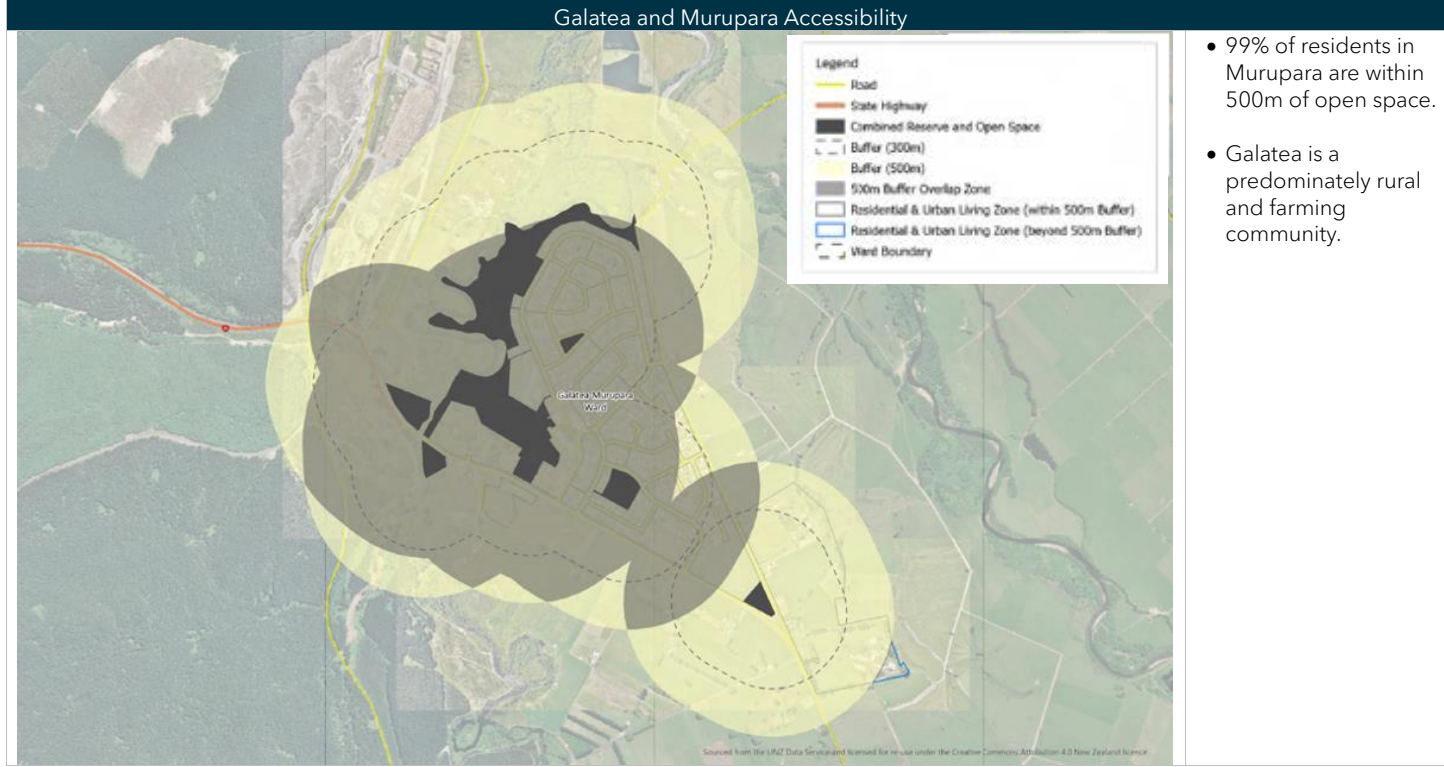 Galatea and Murupara Accessibility
Legend
Road
State Highway
Combined Reserve and Open Space
Buffer (300m)
Buffer (500m)
500m Buffer Overlap Zone
Residential & Urban Living Zone (within 500m Buffer)
Residential & Urban Living Zone (beyond 500m Buffer)
Ward Boundary
Galatea-Murupara
Ward
Sourced from the LINZ Data Service and licensed for re-use under the Creative Commons Attribution 4.0 New Zealand licence
• 99% of residents in
Murupara are within
500m of open space.
• Galatea is a
predominately rural
and farming
community.